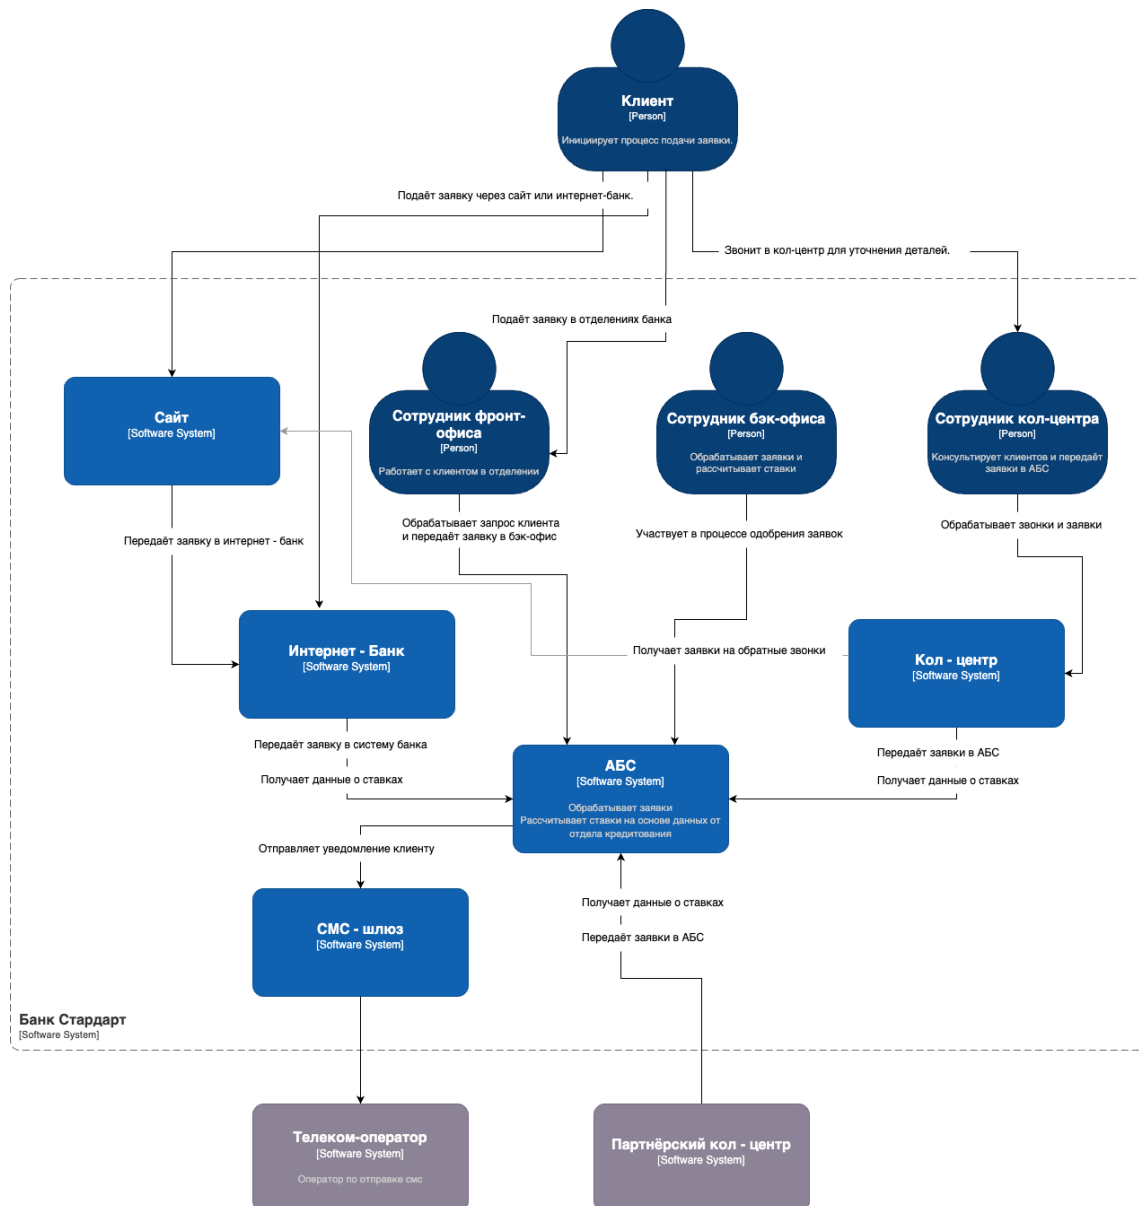 Клиент
[Person]
Инициирует процесс подачи заявки.
Подаёт заявку через сайт или интернет-банк.
Звонит в кол-центр для уточнения деталей.
Подаёт заявку в отделениях банка
Сайт
[Software System]
Сотрудник фронт-
офиса
[Person]
Работает с клиентом в отделении
Сотрудник бэк-офиса
[Person]
Обрабатывает заявки и
рассчитывает ставки
Сотрудник кол-центра
[Person]
Консультирует клиентов и передаёт
заявки в АБС
Передаёт заявку в интернет - банк
Обрабатывает запрос клиента
и передаёт заявку в бэк-офис
Участвует в процессе одобрения заявок
Обрабатывает звонки и заявки
Интернет - Банк
[Software System]
Получает заявки на обратные звонки
Кол - центр
[Software System]
Передаёт заявку в систему банка
Получает данные о ставках
АБС
[Software System]
Обрабатывает заявки
Рассчитывает ставки на основе данных от
отдела кредитования
Передаёт заявки в АБС
Получает данные о ставках
Отправляет уведомление клиенту
СМС - шлюз
[Software System]
Получает данные о ставках
Передаёт заявки в АБС
Банк Стардарт
[Software System]
Телеком-оператор
[Software System]
Оператор по отправке смс
Партнёрский кол - центр
[Software System]